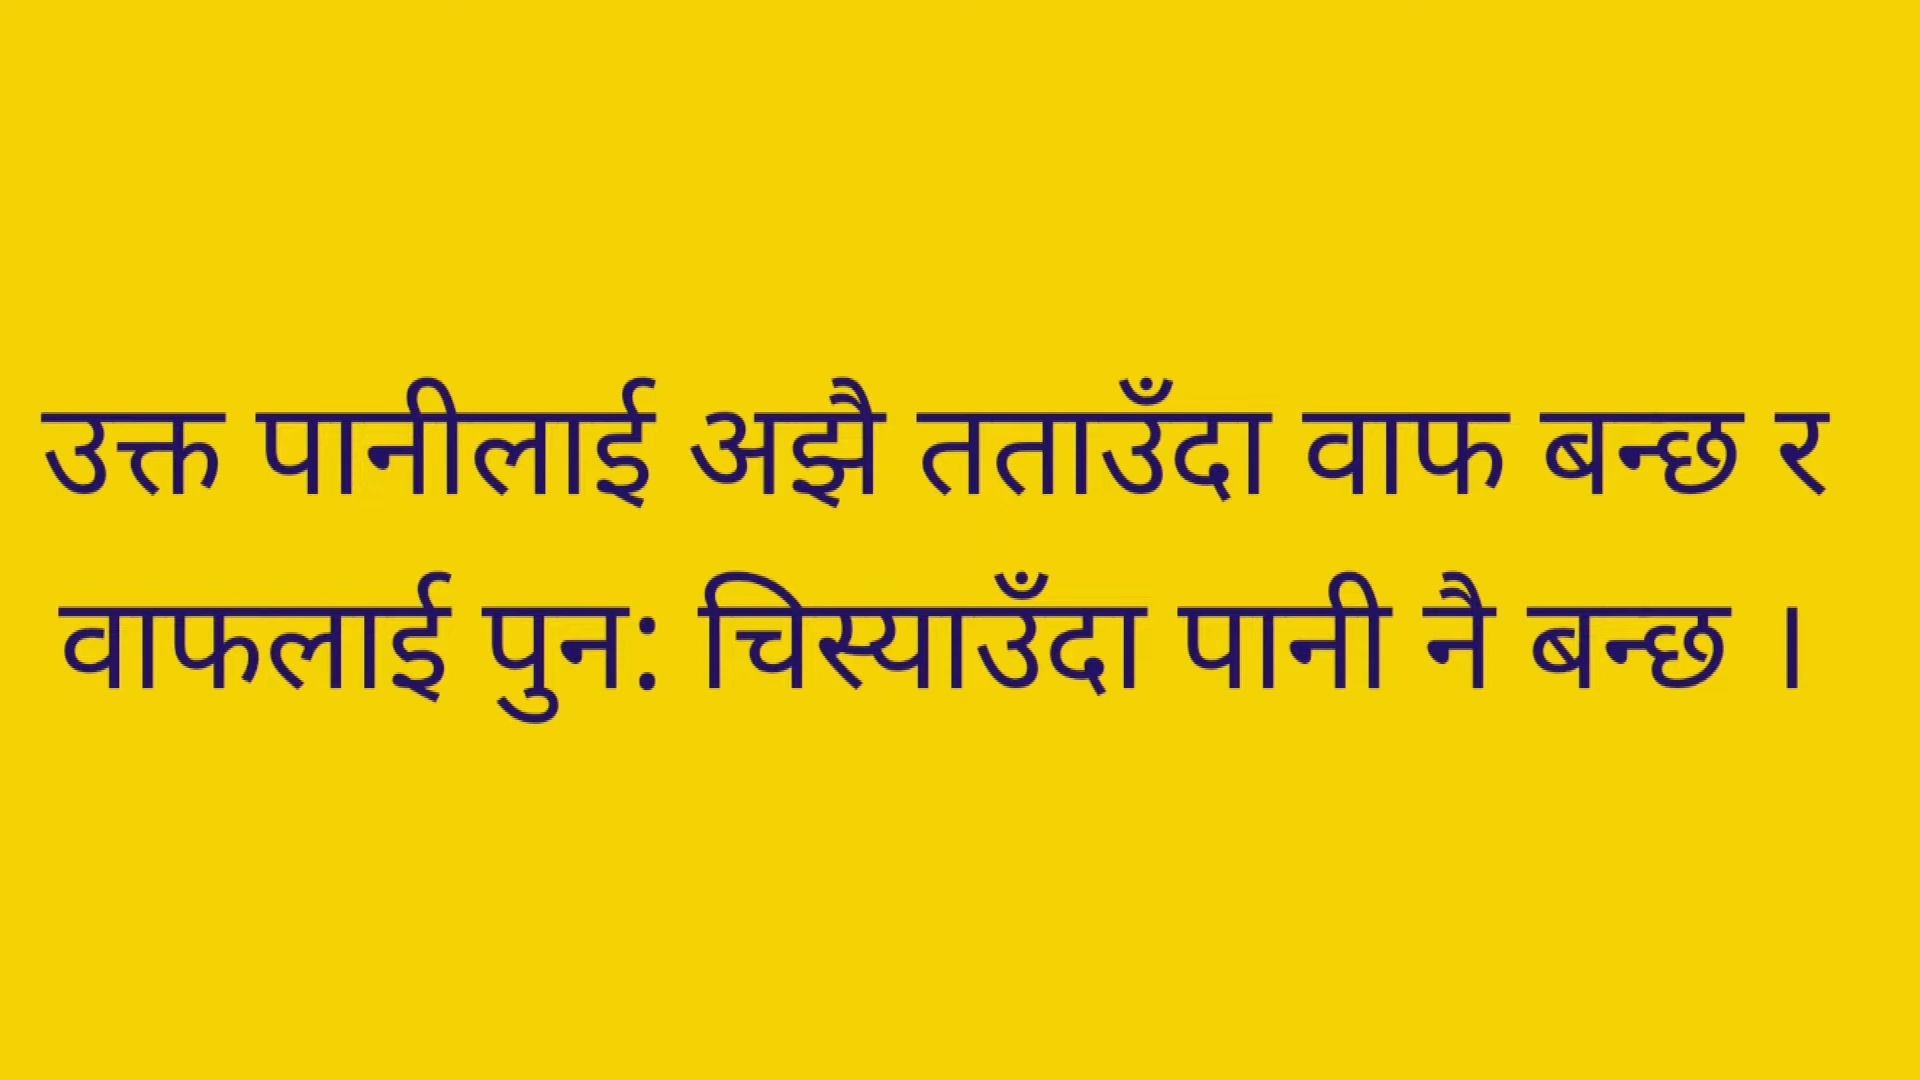 उक्त पानीलाई अझै तताउँदा वाफ बन्छ र
वाफलाई पुन: चिस्याउँदा पानी नै बन्छ ।